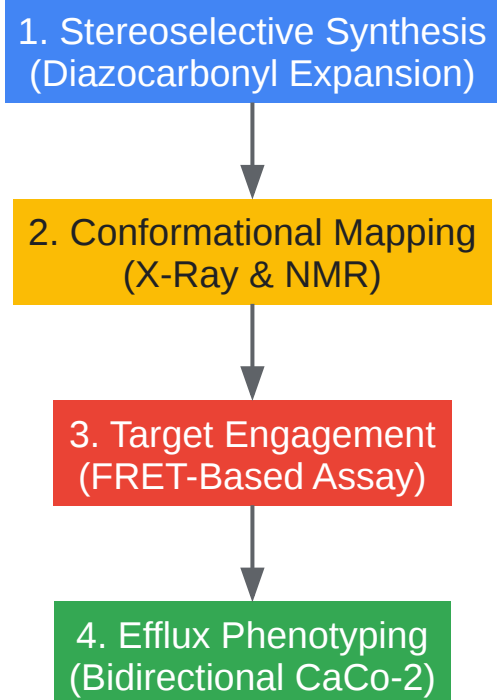 1. Stereoselective Synthesis
(Diazocarbonyl Expansion)
2. Conformational Mapping
(X-Ray & NMR)
3. Target Engagement
(FRET-Based Assay)
4. Efflux Phenotyping
(Bidirectional CaCo-2)